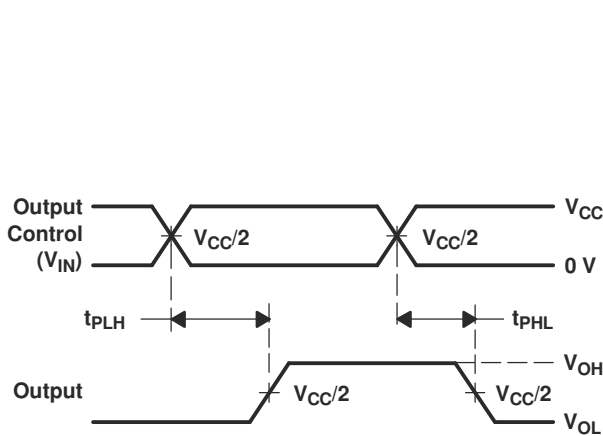 Output
Control
(VIN)
VCC/2
VCC/2
VCC
0 V
tPLH
tPHL
Output
VCC/2
VCC/2
VOH
VOL